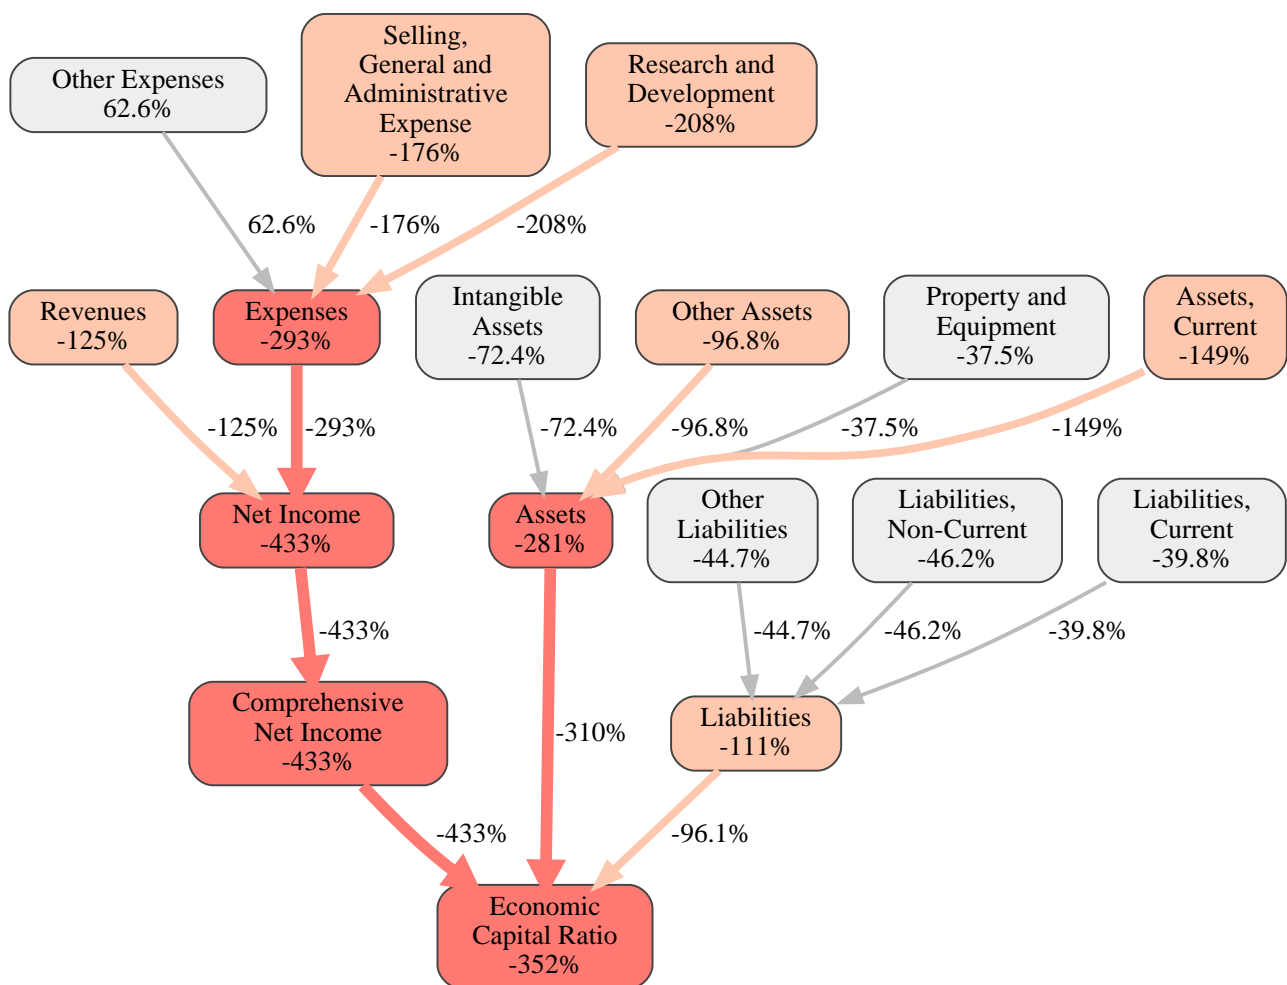 Other Expenses
62.6%
Selling,
General and
Administrative
Expense
-176%
Research and
Development
-208%
62.6%
-176%
-208%
Revenues
-125%
Expenses
-293%
Intangible
Assets
-72.4%
Other Assets
-96.8%
Property and
Equipment
-37.5%
Assets,
Current
-149%
-125%
-293%
-72.4%
-96.8%
-37.5%
-149%
Net Income
-433%
Assets
-281%
Other
Liabilities
-44.7%
Liabilities,
Non-Current
-46.2%
Liabilities,
Current
-39.8%
-433%
-44.7%
-46.2%
-39.8%
Comprehensive
Net Income
-433%
-310%
Liabilities
-111%
-433%
-96.1%
Economic
Capital Ratio
-352%